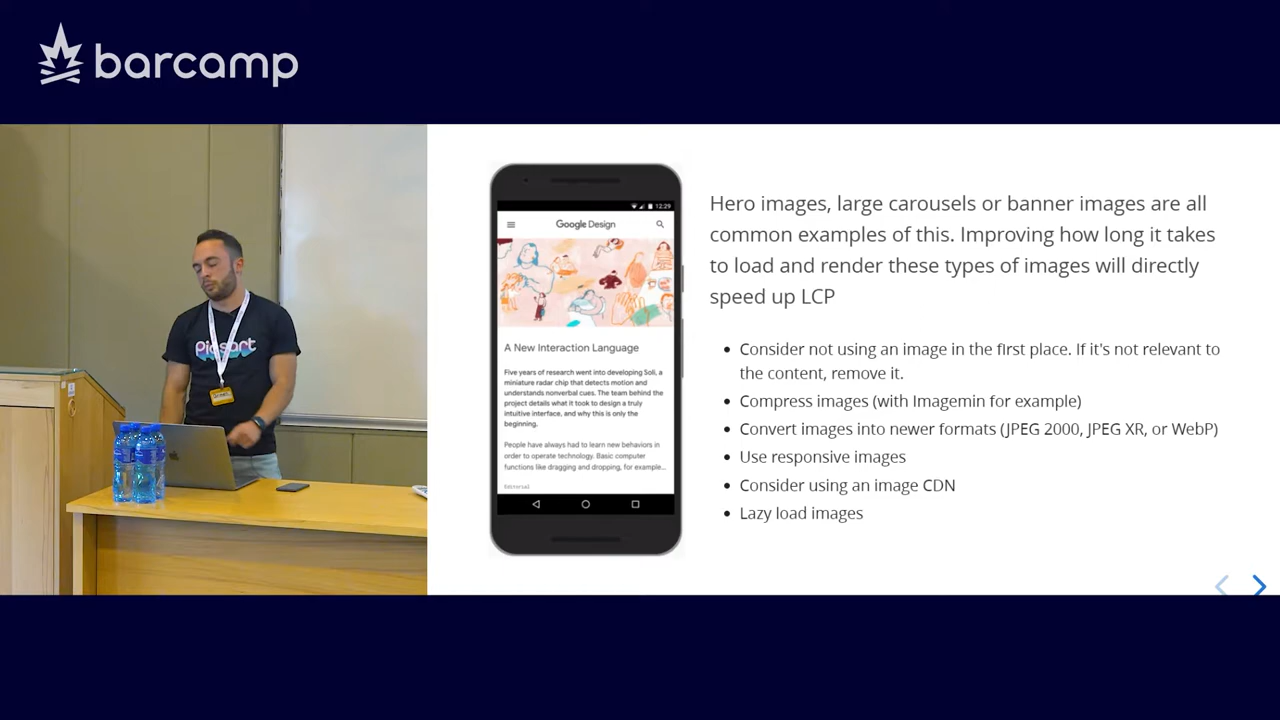 barcamp
Picsart
12:29
Google Design
A New Interaction Language
Five years of research went into developing Soli, a
miniature radar chip that detects motion and
understands nonverbal cues. The team behind the
project details what it took to design a truly
intuitive interface, and why this is only the
beginning.
People have always had to learn new behaviors in
order to operate technology. Basic computer
functions like dragging and dropping, for example...
Editorial
Hero images, large carousels or banner images are all
common examples of this. Improving how long it takes
to load and render these types of images will directly
speed up LCP
• Consider not using an image in the first place. If it's not relevant to
the content, remove it.
• Compress images (with Imagemin for example)
• Convert images into newer formats (JPEG 2000, JPEG XR, or WebP)
• Use responsive images
• Consider using an image CDN
• Lazy load images